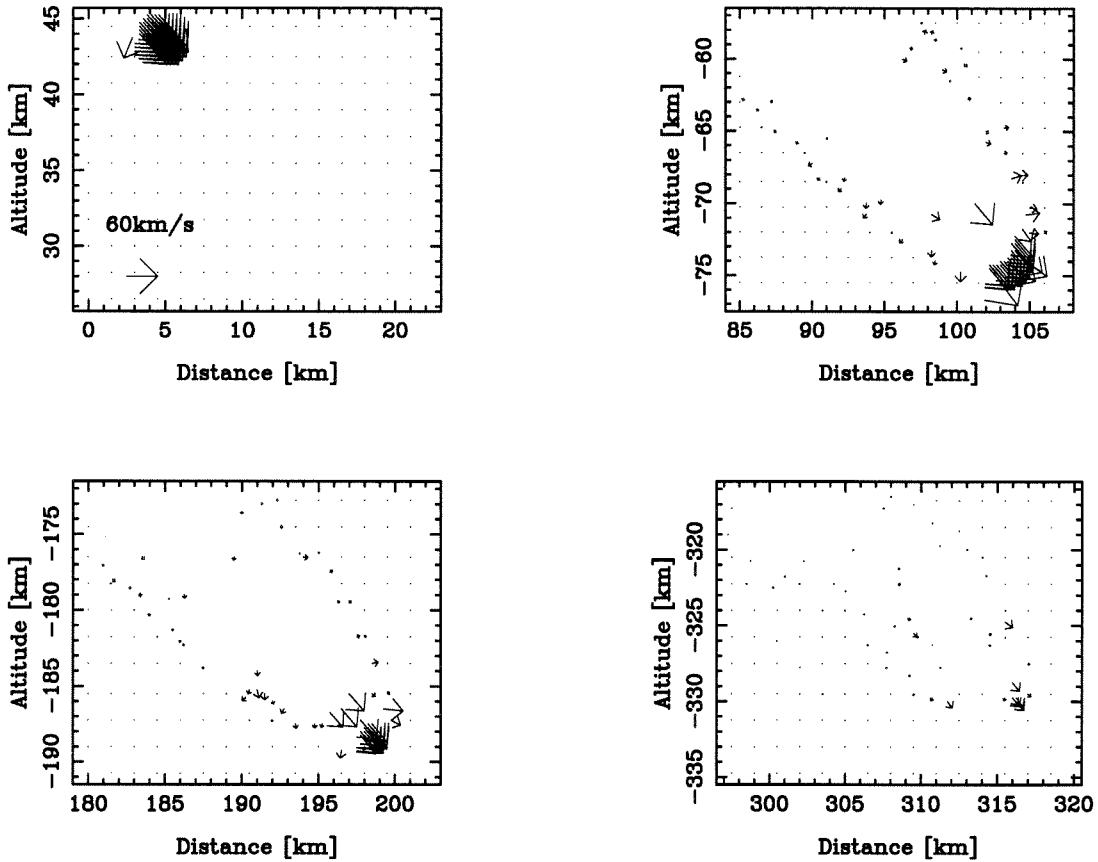 45
40
35
30
Altitude [km]
60km/s
0 5 10 15 20
Distance [km]
-60
-65
-70
-75
Altitude [km]
85 90 95 100 105
Distance [km]
-175
-180
-185
-190
Altitude [km]
180 185 190 195 200
Distance [km]
-320
-325
-330
-335
Altitude [km]
300 305 310 315 320
Distance [km]